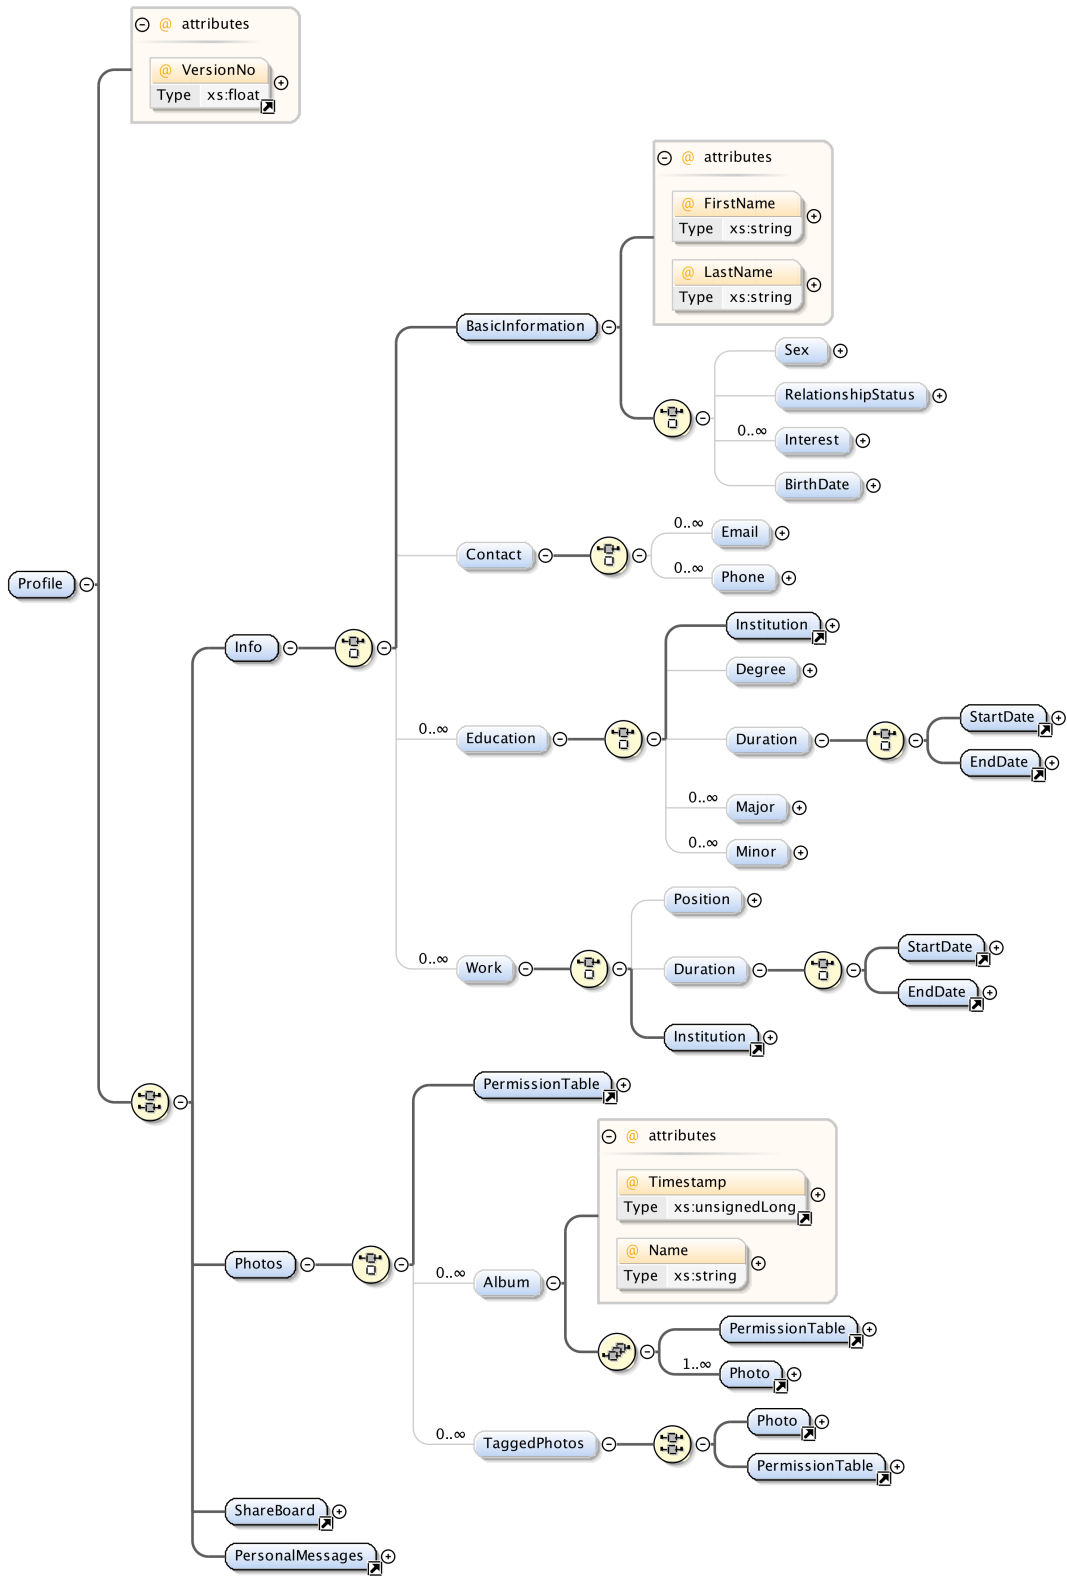 @ attributes
@ VersionNo
Type xs:float
@ attributes
@ FirstName
Type xs:string
@ LastName
Type xs:string
BasicInformation
Sex
RelationshipStatus
0..∞
Interest
BirthDate
0..∞
Email
Contact
0..∞
Phone
Profile
Institution
Info
Degree
StartDate
0..∞
Education
Duration
EndDate
0..∞
Major
0..∞
Minor
Position
StartDate
0..∞
Work
Duration
EndDate
Institution
PermissionTable
@ attributes
@ Timestamp
Type xs:unsignedLong
@ Name
Type xs:string
Photos
0..∞
Album
PermissionTable
1..∞
Photo
Photo
0..∞
TaggedPhotos
PermissionTable
ShareBoard
PersonalMessages